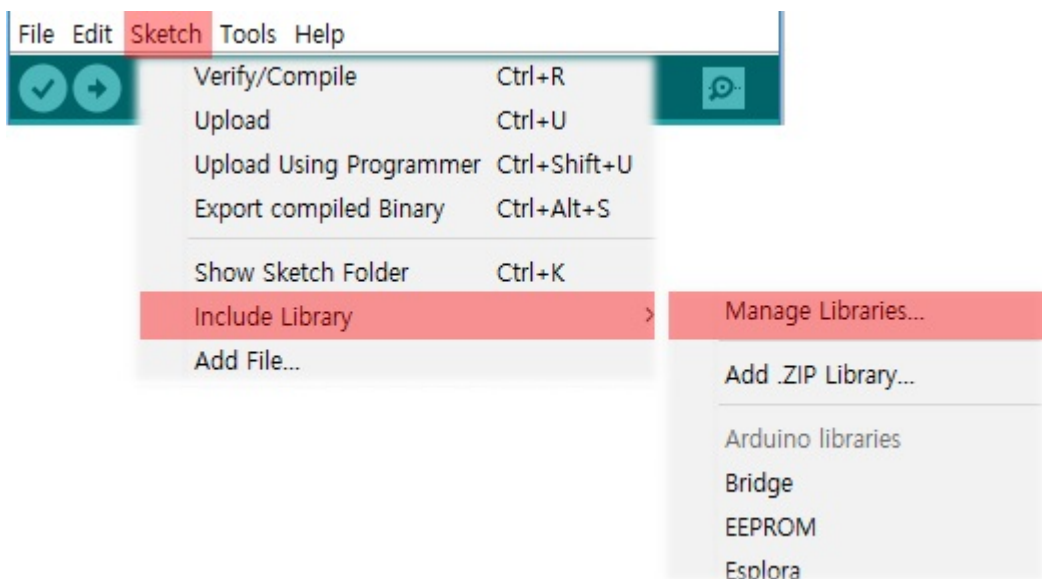 File Edit Sketch Tools Help
Verify/Compile Ctrl+R
Upload Ctrl+U
Upload Using Programmer Ctrl+Shift+U
Export compiled Binary Ctrl+Alt+S
Show Sketch Folder Ctrl+K
Include Library >
Add File...
Manage Libraries...
Add .ZIP Library...
Arduino libraries
Bridge
EEPROM
Esplora